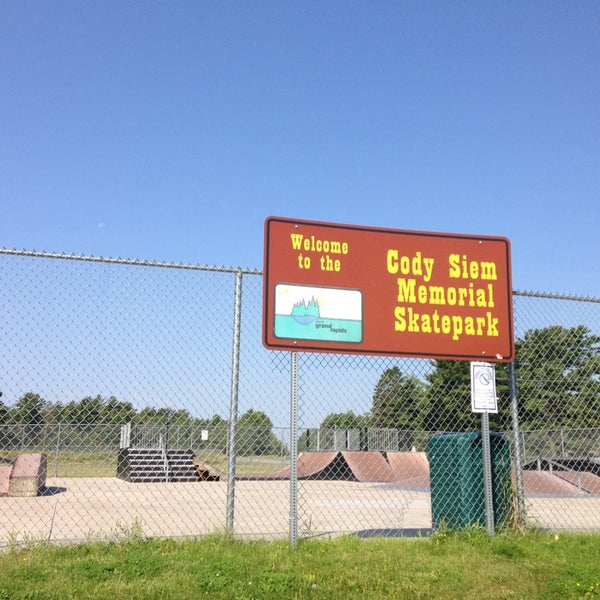 Welcome
to the
Cody Siem
Memorial
Skatepark
grand
rapids